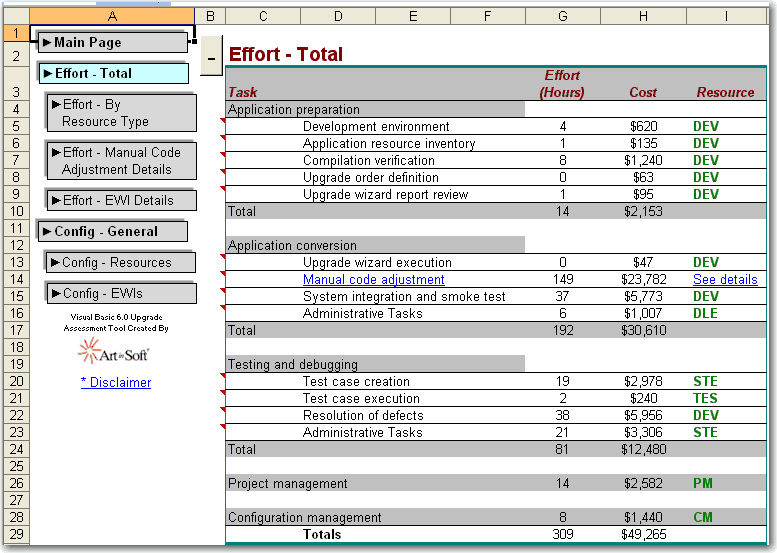 A B C D E F G H I
1 ►Main Page
2 - Effort - Total
►Effort - Total
Effort
3 Task (Hours) Cost Resource
►Effort - By
Resource Type
4 Application preparation
5 Development environment 4 $620 DEV
6 Application resource inventory 1 $135 DEV
►Effort - Manual Code
Adjustment Details
7 Compilation verification 8 $1,240 DEV
8 Upgrade order definition 0 $63 DEV
9 Upgrade wizard report review 1 $95 DEV
►Effort - EWI Details
10 Total 14 $2,153
11
►Config - General
12 Application conversion
13 Upgrade wizard execution 0 $47 DEV
►Config - Resources
14 Manual code adjustment 149 $23,782 See details
15 System integration and smoke test 37 $5,773 DEV
►Config - EWIs
16 Administrative Tasks 6 $1,007 DLE
Visual Basic 6.0 Upgrade
Assessment Tool Created By
17 Total 192 $30,610
18
ArtinSoft
19 Testing and debugging
20 Test case creation 19 $2,978 STE
* Disclaimer
21 Test case execution 2 $240 TES
22 Resolution of defects 38 $5,956 DEV
23 Administrative Tasks 21 $3,306 STE
24 Total 81 $12,480
25
26 Project management 14 $2,582 PM
27
28 Configuration management 8 $1,440 CM
29 Totals 309 $49,265